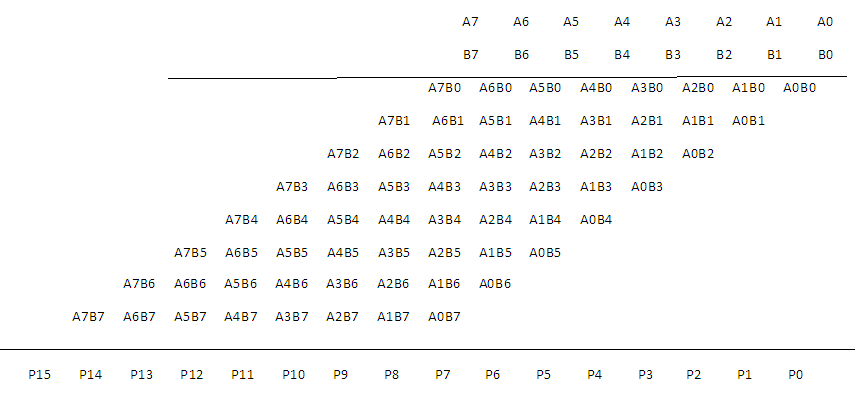 A7 A6 A5 A4 A3 A2 A1 A0
B7 B6 B5 B4 B3 B2 B1 B0
A7B0 A6B0 A5B0 A4B0 A3B0 A2B0 A1B0 A0B0
A7B1 A6B1 A5B1 A4B1 A3B1 A2B1 A1B1 A0B1
A7B2 A6B2 A5B2 A4B2 A3B2 A2B2 A1B2 A0B2
A7B3 A6B3 A5B3 A4B3 A3B3 A2B3 A1B3 A0B3
A7B4 A6B4 A5B4 A4B4 A3B4 A2B4 A1B4 A0B4
A7B5 A6B5 A5B5 A4B5 A3B5 A2B5 A1B5 A0B5
A7B6 A6B6 A5B6 A4B6 A3B6 A2B6 A1B6 A0B6
A7B7 A6B7 A5B7 A4B7 A3B7 A2B7 A1B7 A0B7
P15 P14 P13 P12 P11 P10 P9 P8 P7 P6 P5 P4 P3 P2 P1 P0